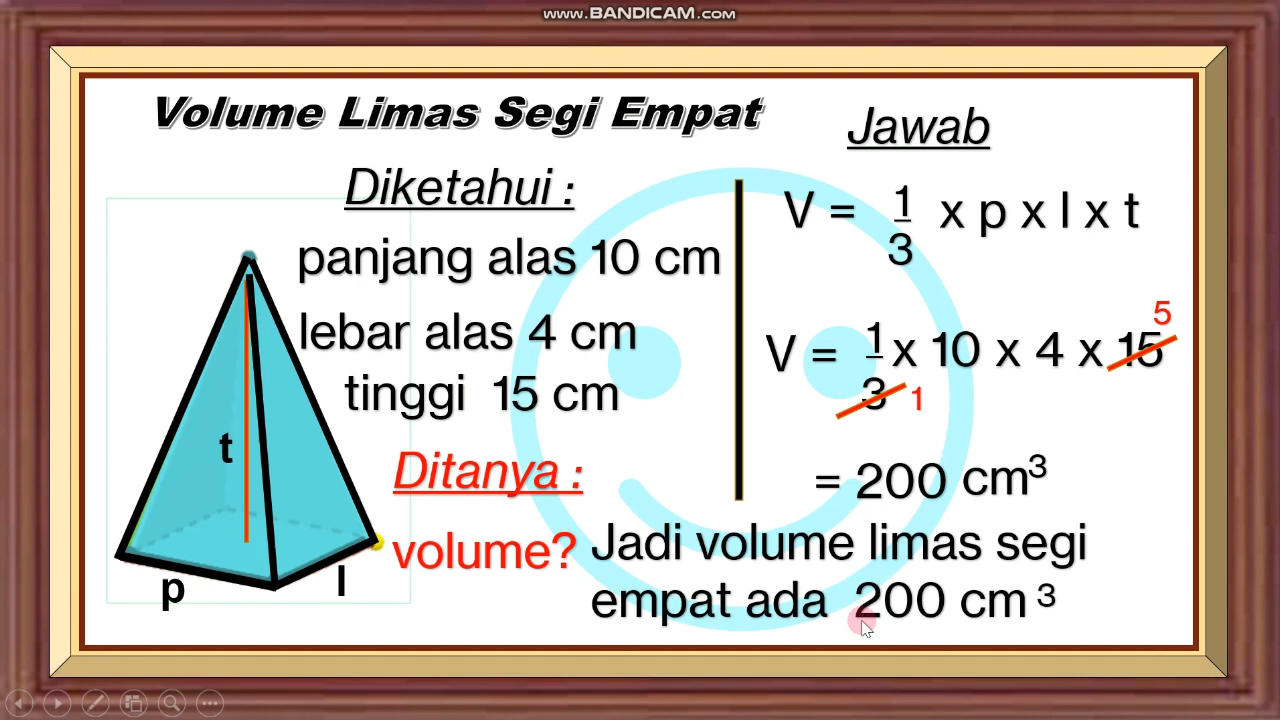 www.BANDICAM.com
Volume Limas Segi Empat
Diketahui :
panjang alas 10 cm
lebar alas 4 cm
tinggi 15 cm
t
p
l
Ditanya :
volume?
Jawab
V = 1/3 x p x l x t
5
V = 1/3 x 10 x 4 x 15
1
= 200 cm³
Jadi volume limas segi
empat ada 200 cm ³